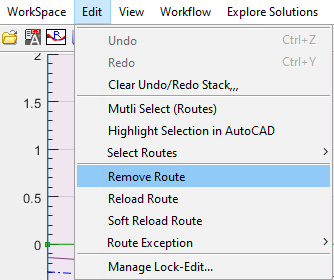 WorkSpace Edit View Workflow Explore Solutions
Undo Ctrl+Z
Redo Ctrl+Y
Clear Undo/Redo Stack,,,
Mutli Select (Routes)
Highlight Selection in AutoCAD
Select Routes
Remove Route
Reload Route
Soft Reload Route
Route Exception
Manage Lock-Edit...
2
1.5
1
0.5
0